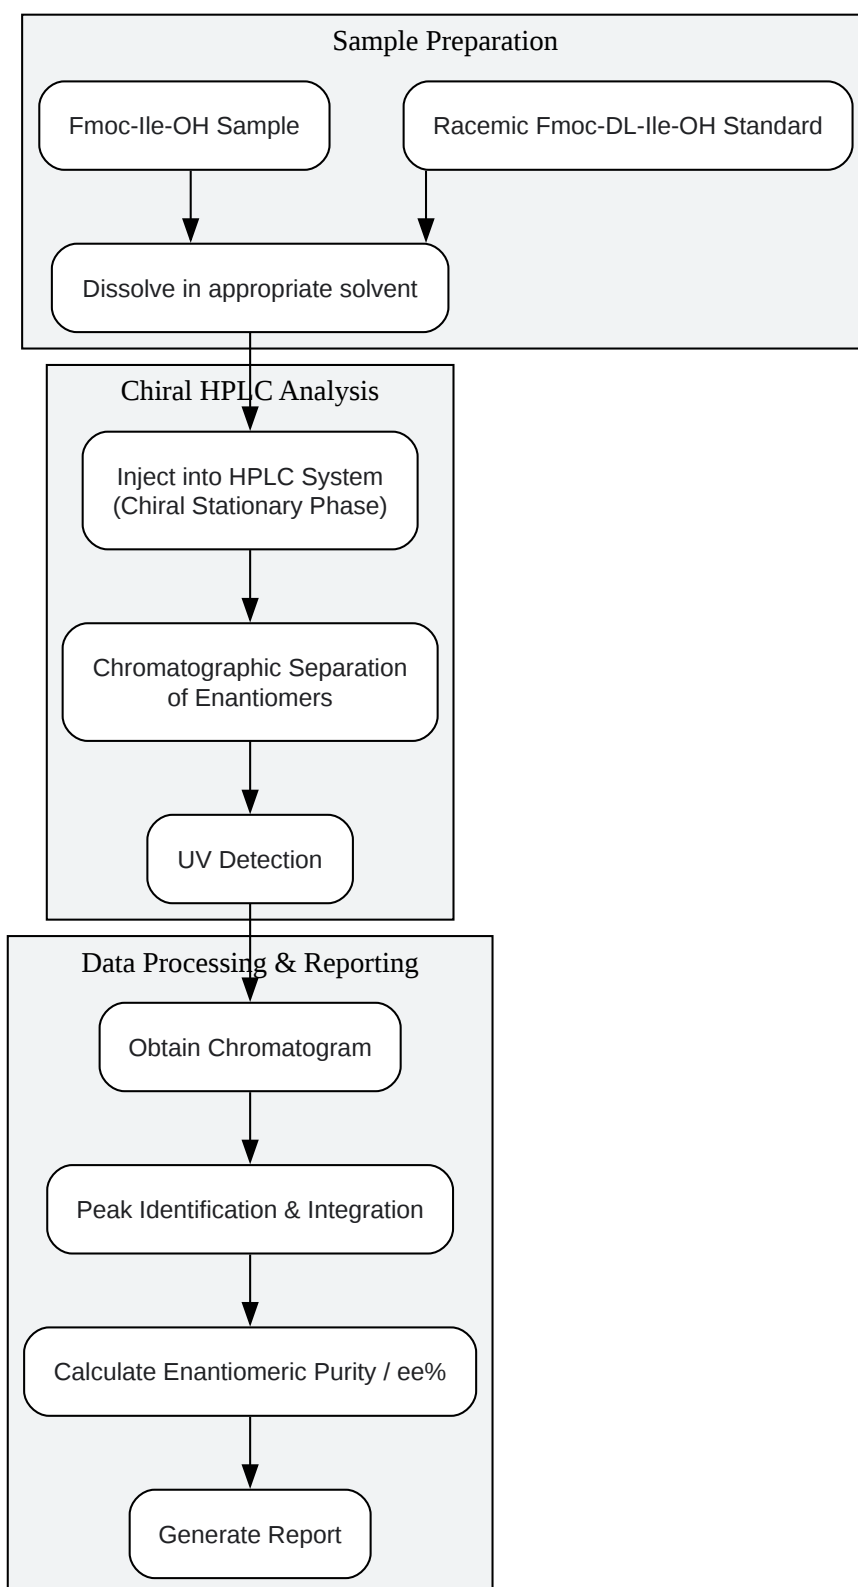 Sample Preparation
Fmoc-Ile-OH Sample
Racemic Fmoc-DL-Ile-OH Standard
Dissolve in appropriate solvent
Chiral HPLC Analysis
Inject into HPLC System
(Chiral Stationary Phase)
Chromatographic Separation
of Enantiomers
UV Detection
Data Processing & Reporting
Obtain Chromatogram
Peak Identification & Integration
Calculate Enantiomeric Purity / ee%
Generate Report